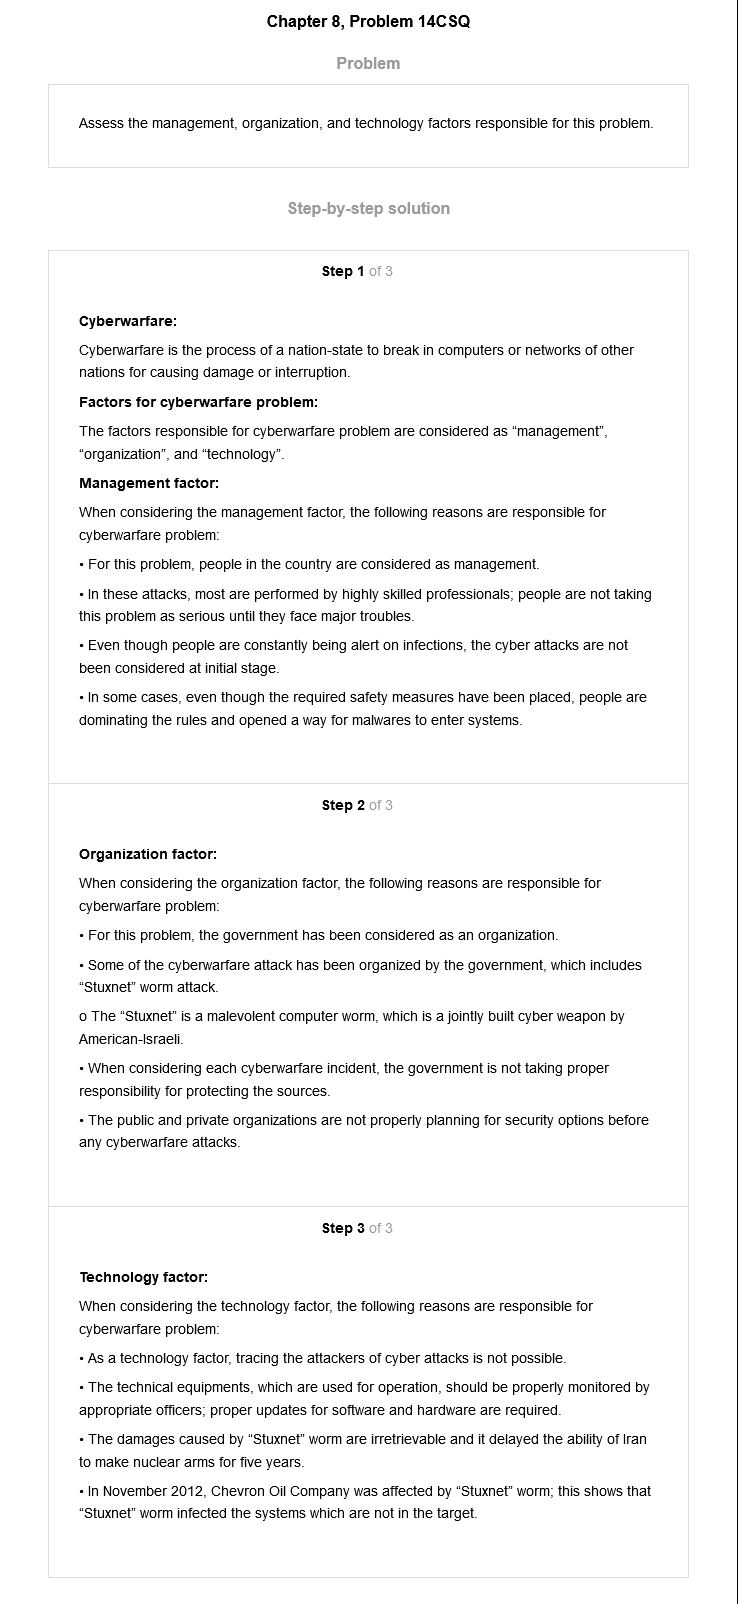 Chapter 8, Problem 14CSQ
Problem
Assess the management, organization, and technology factors responsible for this problem.
Step-by-step solution
Step 1 of 3
Cyberwarfare:
Cyberwarfare is the process of a nation-state to break in computers or networks of other
nations for causing damage or interruption.
Factors for cyberwarfare problem:
The factors responsible for cyberwarfare problem are considered as “management”,
“organization”, and “technology”.
Management factor:
When considering the management factor, the following reasons are responsible for
cyberwarfare problem:
• For this problem, people in the country are considered as management.
• In these attacks, most are performed by highly skilled professionals; people are not taking
this problem as serious until they face major troubles.
• Even though people are constantly being alert on infections, the cyber attacks are not
been considered at initial stage.
• In some cases, even though the required safety measures have been placed, people are
dominating the rules and opened a way for malwares to enter systems.
Step 2 of 3
Organization factor:
When considering the organization factor, the following reasons are responsible for
cyberwarfare problem:
• For this problem, the government has been considered as an organization.
• Some of the cyberwarfare attack has been organized by the government, which includes
“Stuxnet” worm attack.
o The “Stuxnet” is a malevolent computer worm, which is a jointly built cyber weapon by
American-Israeli.
• When considering each cyberwarfare incident, the government is not taking proper
responsibility for protecting the sources.
• The public and private organizations are not properly planning for security options before
any cyberwarfare attacks.
Step 3 of 3
Technology factor:
When considering the technology factor, the following reasons are responsible for
cyberwarfare problem:
• As a technology factor, tracing the attackers of cyber attacks is not possible.
• The technical equipments, which are used for operation, should be properly monitored by
appropriate officers; proper updates for software and hardware are required.
• The damages caused by “Stuxnet” worm are irretrievable and it delayed the ability of Iran
to make nuclear arms for five years.
• In November 2012, Chevron Oil Company was affected by “Stuxnet” worm; this shows that
“Stuxnet” worm infected the systems which are not in the target.